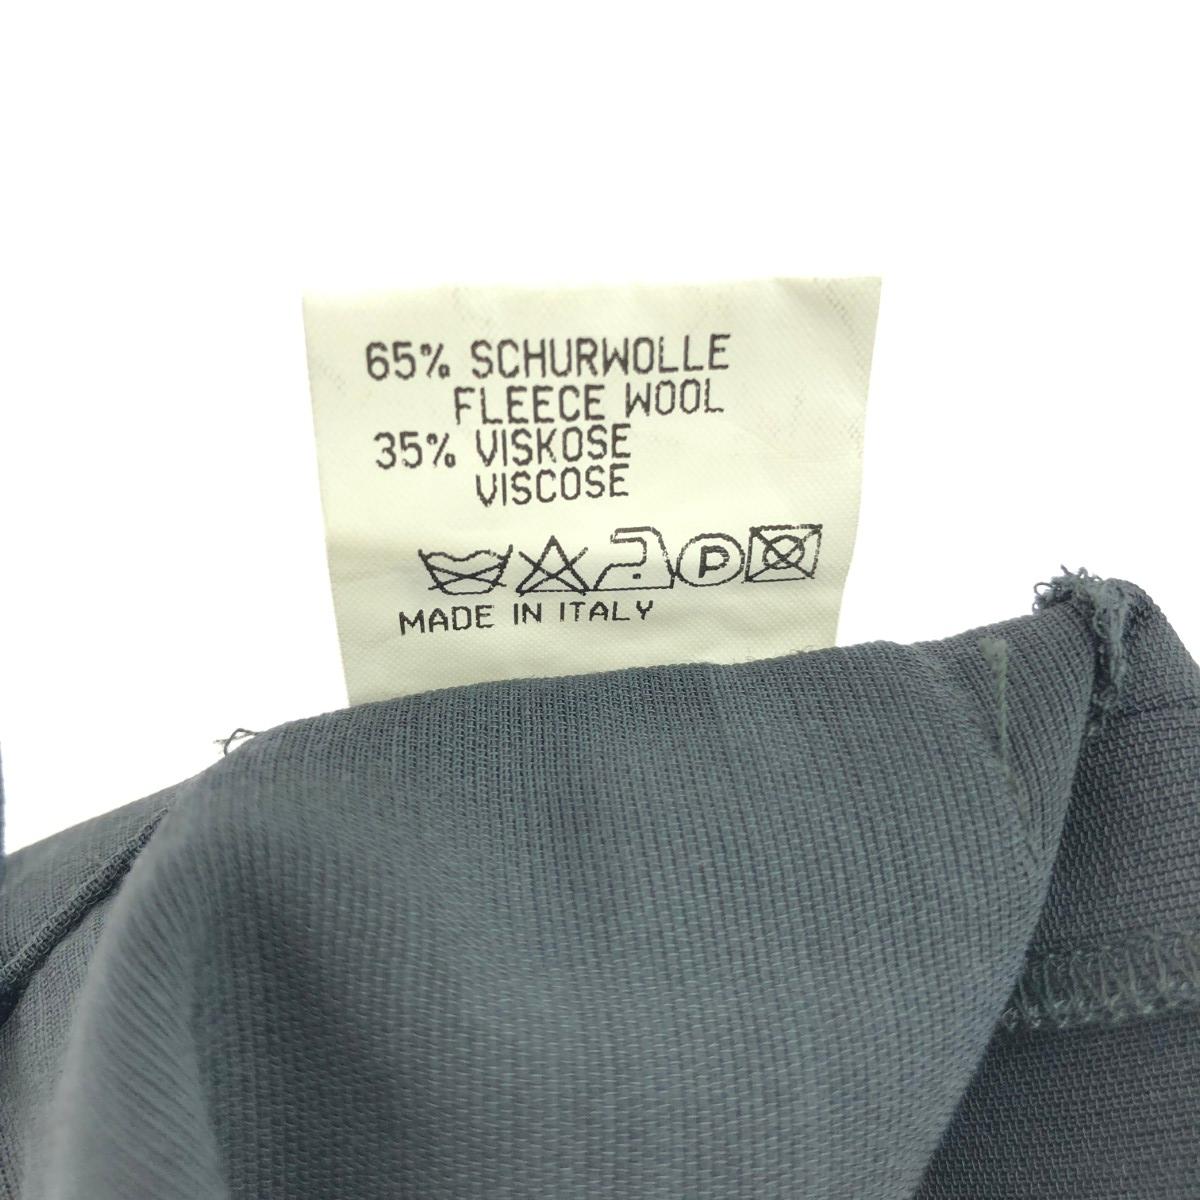 65% SCHURWOLLE
FLEECE WOOL
35% VISKOSE
VISCOSE
P
MADE IN ITALY